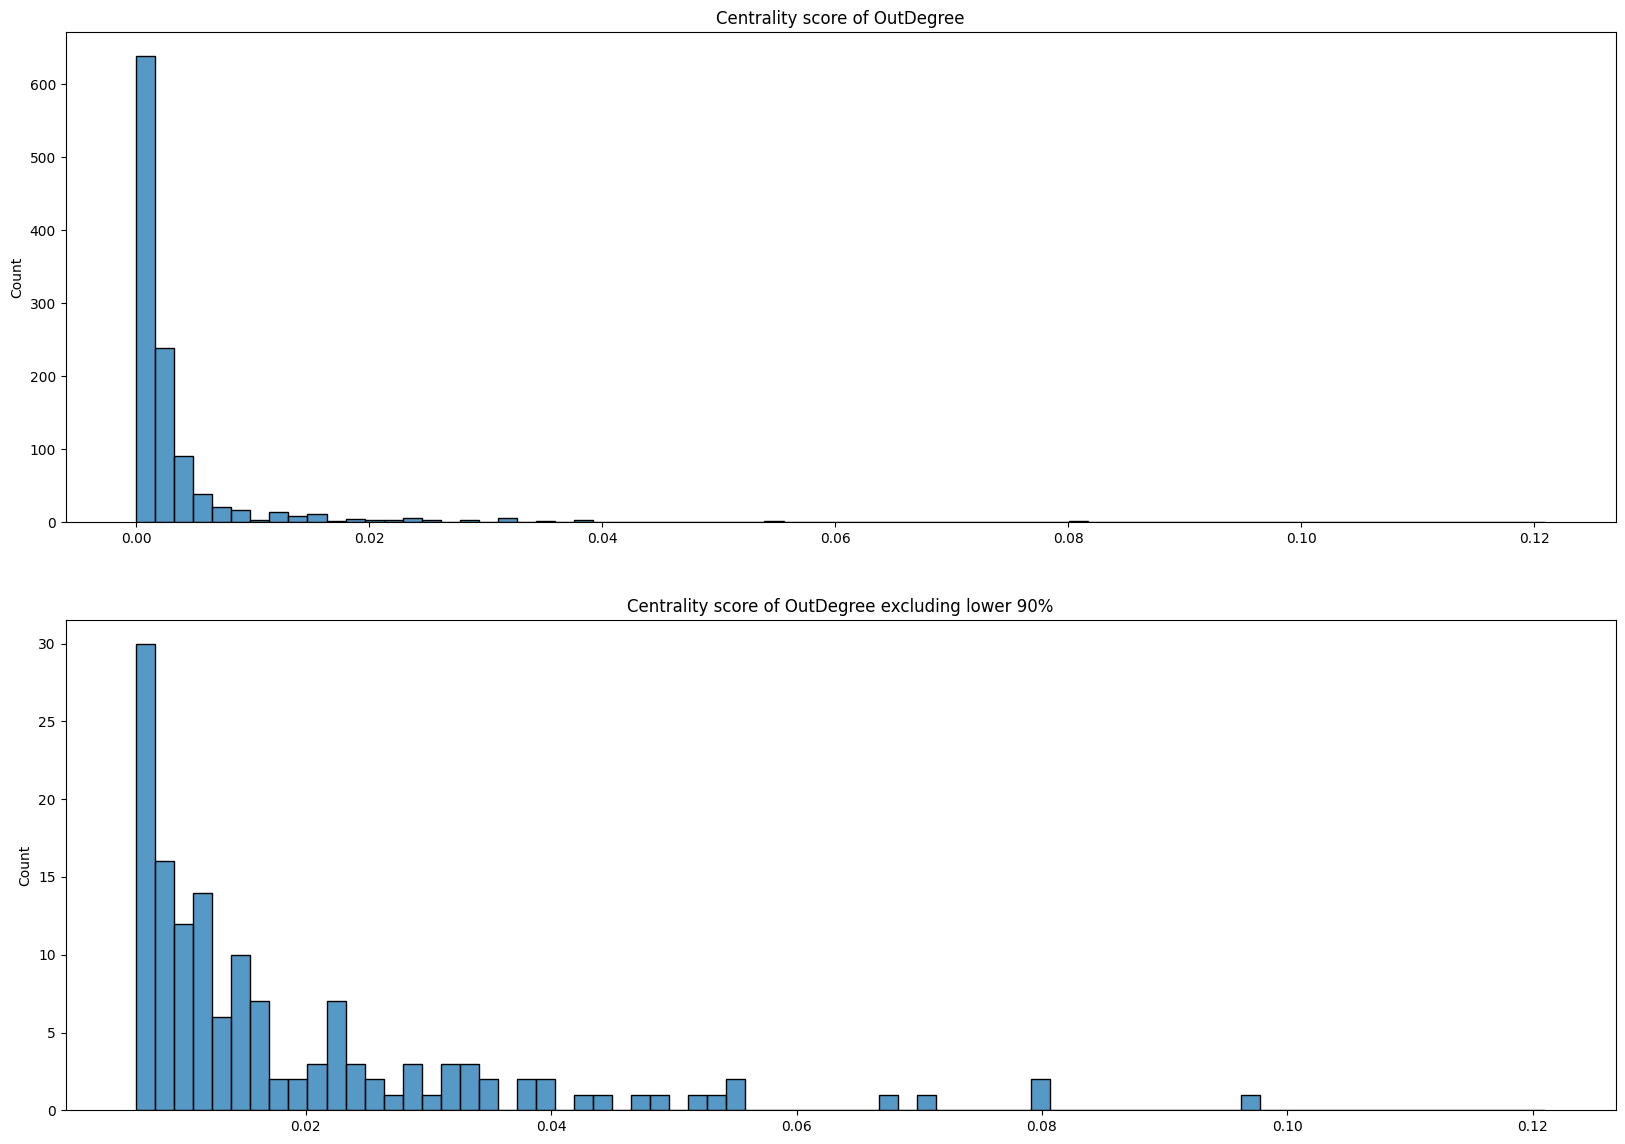 Centrality score of OutDegree
600
500
400
300
200
100
0
Count
0.00 0.02 0.04 0.06 0.08 0.10 0.12
Centrality score of OutDegree excluding lower 90%
30
25
20
15
10
5
0
Count
0.02 0.04 0.06 0.08 0.10 0.12